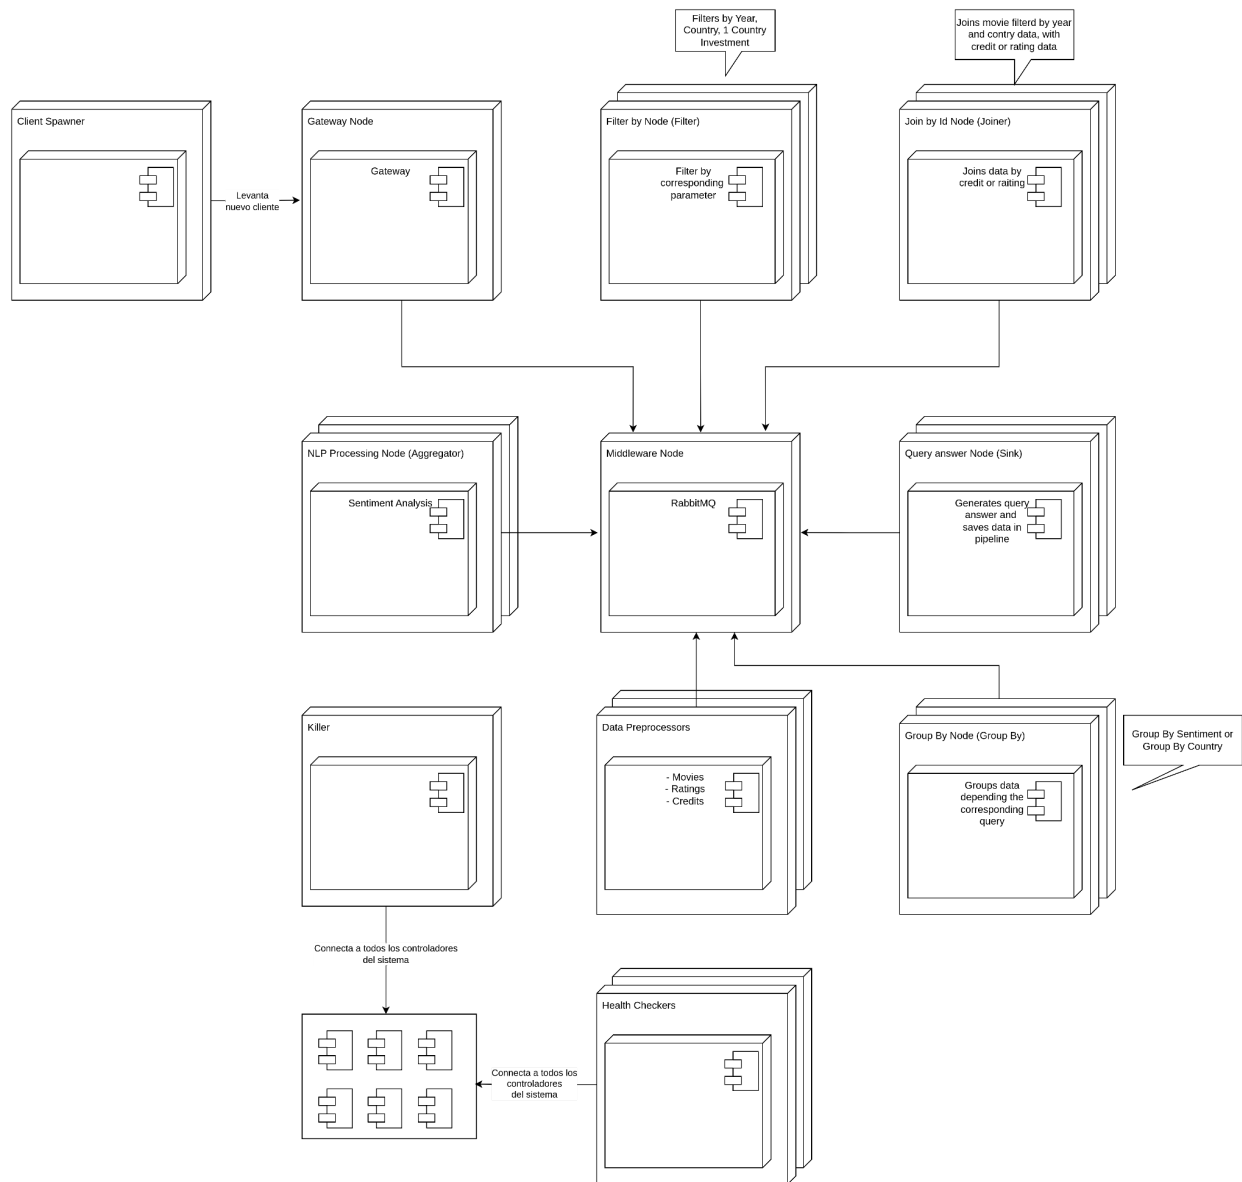 Filters by Year,
Country, 1 Country
Investment
Joins movie filterd by year
and contry data, with
credit or rating data
Client Spawner
Gateway Node
Gateway
Filter by Node (Filter)
Filter by
corresponding
parameter
Join by Id Node (Joiner)
Joins data by
credit or raiting
Levanta
nuevo cliente
NLP Processing Node (Aggregator)
Sentiment Analysis
Middleware Node
RabbitMQ
Query answer Node (Sink)
Generates query
answer and
saves data in
pipeline
Killer
Data Preprocessors
- Movies
- Ratings
- Credits
Group By Node (Group By)
Groups data
depending the
corresponding
query
Group By Sentiment or
Group By Country
Connecta a todos los controladores
del sistema
Health Checkers
Connecta a todos los
controladores
del sistema